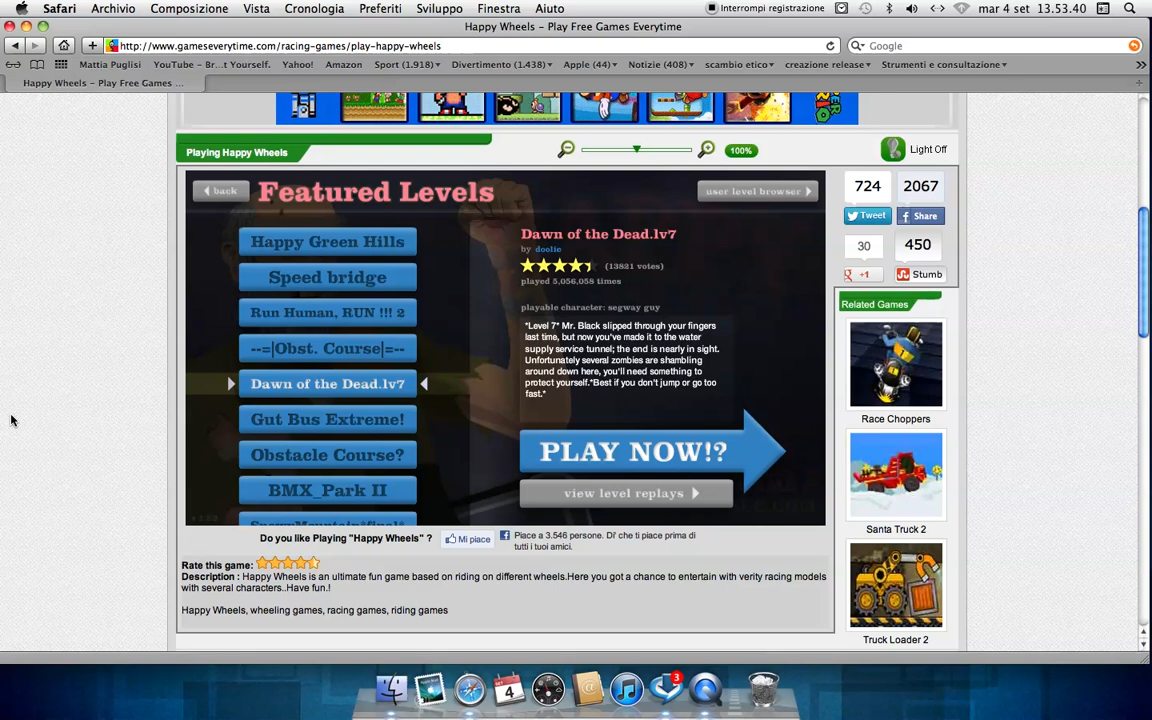 Safari Archivio Composizione Vista Cronologia Preferiti Sviluppo Finestra Aiuto Interrompi registrazione mar 4 set 13.53.40
Happy Wheels – Play Free Games Everytime
http://www.gameseverytime.com/racing-games/play-happy-wheels
Google
Mattia Puglisi YouTube - Br...t Yourself. Yahoo! Amazon Sport (1.918) Divertimento (1.438) Apple (44) Notizie (408) scambio etico creazione release Strumenti e consultazione
Happy Wheels – Play Free Games ...
Playing Happy Wheels
100%
Light Off
back
Featured Levels
user level browser
Happy Green Hills
Speed bridge
Run Human, RUN !!! 2
--=|Obst. Course|=--
Dawn of the Dead.lv7
Gut Bus Extreme!
Obstacle Course?
BMX_Park II
SnowMountain*final*
Dawn of the Dead.lv7
by doolie
(13821 votes)
played 5,056,058 times
playable character: segway guy
*Level 7* Mr. Black slipped through your fingers
last time, but now you've made it to the water
supply service tunnel; the end is nearly in sight.
Unfortunately several zombies are shambling
around down here, you'll need something to
protect yourself.*Best if you don't jump or go too
fast.*
PLAY NOW!?
view level replays
724 2067
Tweet Share
30 450
+1 Stumb
Related Games
Race Choppers
Santa Truck 2
Truck Loader 2
Do you like Playing "Happy Wheels" ? Mi piace Piace a 3.546 persone. Di' che ti piace prima di
tutti i tuoi amici.
Rate this game:
Description : Happy Wheels is an ultimate fun game based on riding on different wheels.Here you got a chance to entertain with verity racing models
with several characters..Have fun.!
Happy Wheels, wheeling games, racing games, riding games
SET
4
3